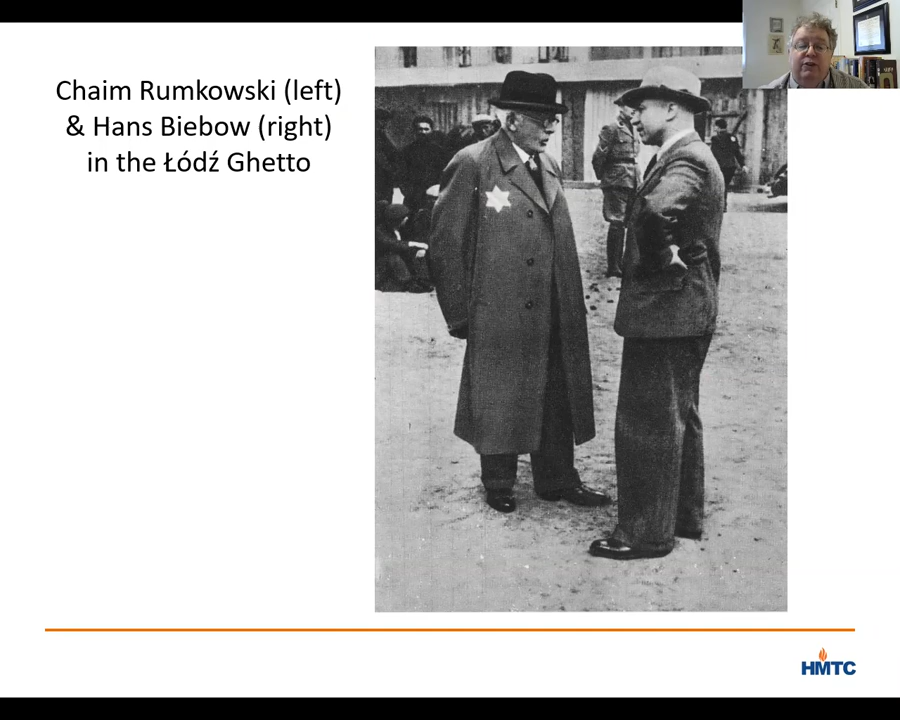 Chaim Rumkowski (left)
& Hans Biebow (right)
in the Łódź Ghetto
HMTC